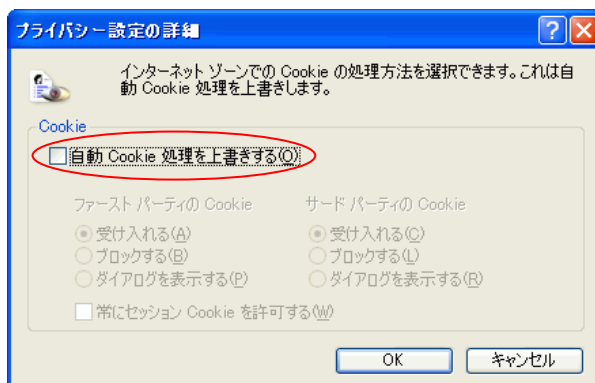 プライバシー設定の詳細
インターネット ゾーンでの Cookie の処理方法を選択できます。これは自
動 Cookie 処理を上書きします。
Cookie
自動 Cookie 処理を上書きする(O)
ファースト パーティの Cookie サード パーティの Cookie
受け入れる(A) 受け入れる(C)
ブロックする(B) ブロックする(L)
ダイアログを表示する(P) ダイアログを表示する(R)
常にセッション Cookie を許可する(W)
OK キャンセル